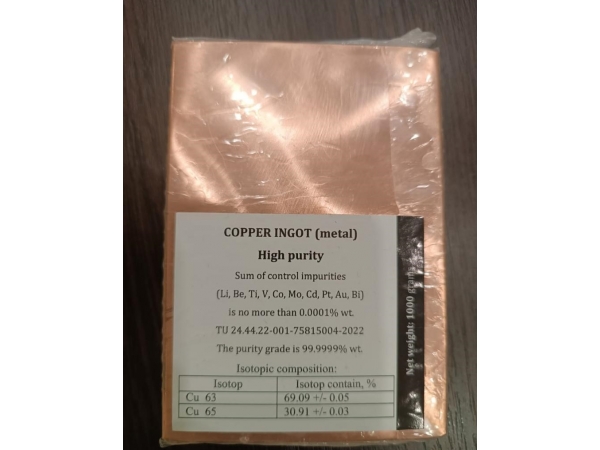 COPPER INGOT (metal)
High purity
Sum of control impurities
(Li, Be, Ti, V, Co, Mo, Cd, Pt, Au, Bi)
is no more than 0.0001% wt.
TU 24.44.22-001-75815004-2022
The purity grade is 99.9999% wt.
Isotopic composition:
Isotop Isotop contain, %
Cu 63 69.09 +/- 0.05
Cu 65 30.91 +/- 0.03
Net weight: 1000 grams